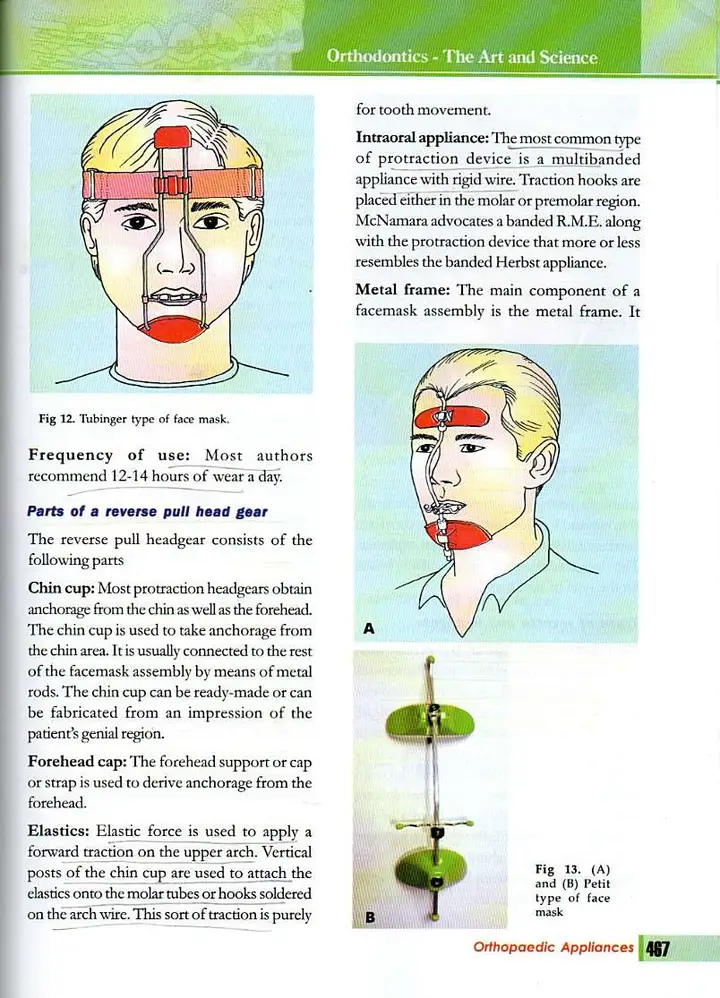 Orthodontics - The Art and Science
Fig 12. Tubinger type of face mask.
Frequency of use: Most authors
recommend 12-14 hours of wear a day.
Parts of a reverse pull head gear
The reverse pull headgear consists of the
following parts
Chin cup: Most protraction headgears obtain
anchorage from the chin as well as the forehead.
The chin cup is used to take anchorage from
the chin area. It is usually connected to the rest
of the facemask assembly by means of metal
rods. The chin cup can be ready-made or can
be fabricated from an impression of the
patient's genial region.
Forehead cap: The forehead support or cap
or strap is used to derive anchorage from the
forehead.
Elastics: Elastic force is used to apply a
forward traction on the upper arch. Vertical
posts of the chin cup are used to attach the
elastics onto the molar tubes or hooks soldered
on the arch wire. This sort of traction is purely
for tooth movement.
Intraoral appliance: The most common type
of protraction device is a multibanded
appliance with rigid wire. Traction hooks are
placed either in the molar or premolar region.
McNamara advocates a banded R.M.E. along
with the protraction device that more or less
resembles the banded Herbst appliance.
Metal frame: The main component of a
facemask assembly is the metal frame. It
A
B
Fig 13. (A)
and (B) Petit
type of face
mask
Orthopaedic Appliances 467